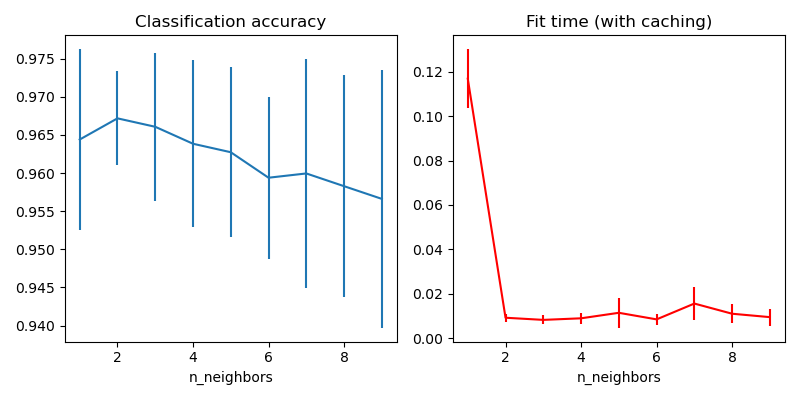 Classification accuracy
0.975
0.970
0.965
0.960
0.955
0.950
0.945
0.940
2 4 6 8
n_neighbors
Fit time (with caching)
0.12
0.10
0.08
0.06
0.04
0.02
0.00
2 4 6 8
n_neighbors